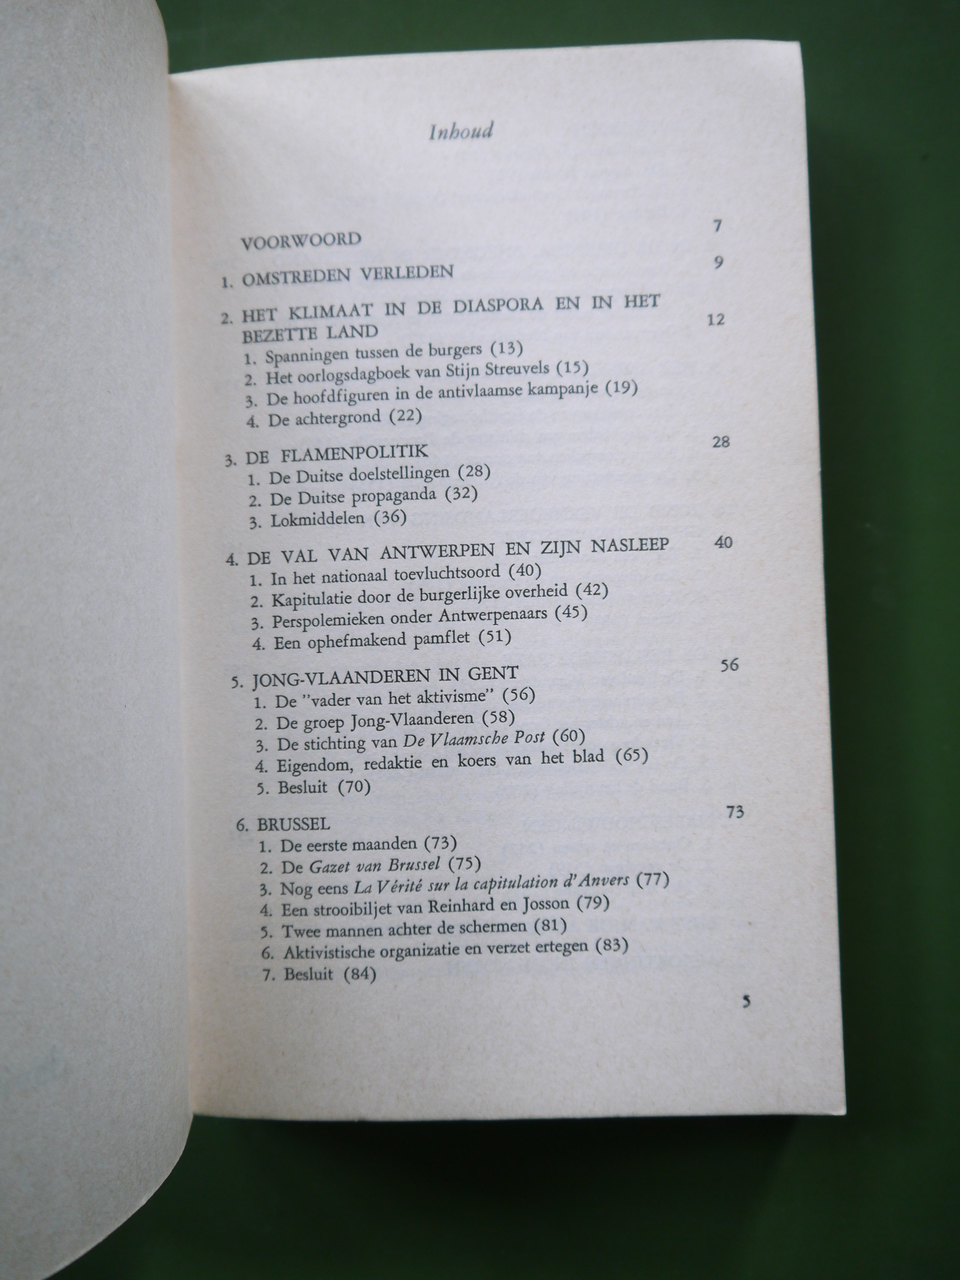 Inhoud
VOORWOORD 7
1. OMSTREDEN VERLEDEN 9
2. HET KLIMAAT IN DE DIASPORA EN IN HET
BEZETTE LAND 12
1. Spanningen tussen de burgers (13)
2. Het oorlogsdagboek van Stijn Streuvels (15)
3. De hoofdfiguren in de antivlaamse kampanje (19)
4. De achtergrond (22)
3. DE FLAMENPOLITIK 28
1. De Duitse doelstellingen (28)
2. De Duitse propaganda (32)
3. Lokmiddelen (36)
4. DE VAL VAN ANTWERPEN EN ZIJN NASLEEP 40
1. In het nationaal toevluchtsoord (40)
2. Kapitulatie door de burgerlijke overheid (42)
3. Perspolemieken onder Antwerpenaars (45)
4. Een ophefmakend pamflet (51)
5. JONG-VLAANDEREN IN GENT 56
1. De "vader van het aktivisme" (56)
2. De groep Jong-Vlaanderen (58)
3. De stichting van De Vlaamsche Post (60)
4. Eigendom, redaktie en koers van het blad (65)
5. Besluit (70)
6. BRUSSEL 73
1. De eerste maanden (73)
2. De Gazet van Brussel (75)
3. Nog eens La Vérité sur la capitulation d'Anvers (77)
4. Een strooibiljet van Reinhard en Josson (79)
5. Twee mannen achter de schermen (81)
6. Aktivistische organizatie en verzet ertegen (83)
7. Besluit (84)
5